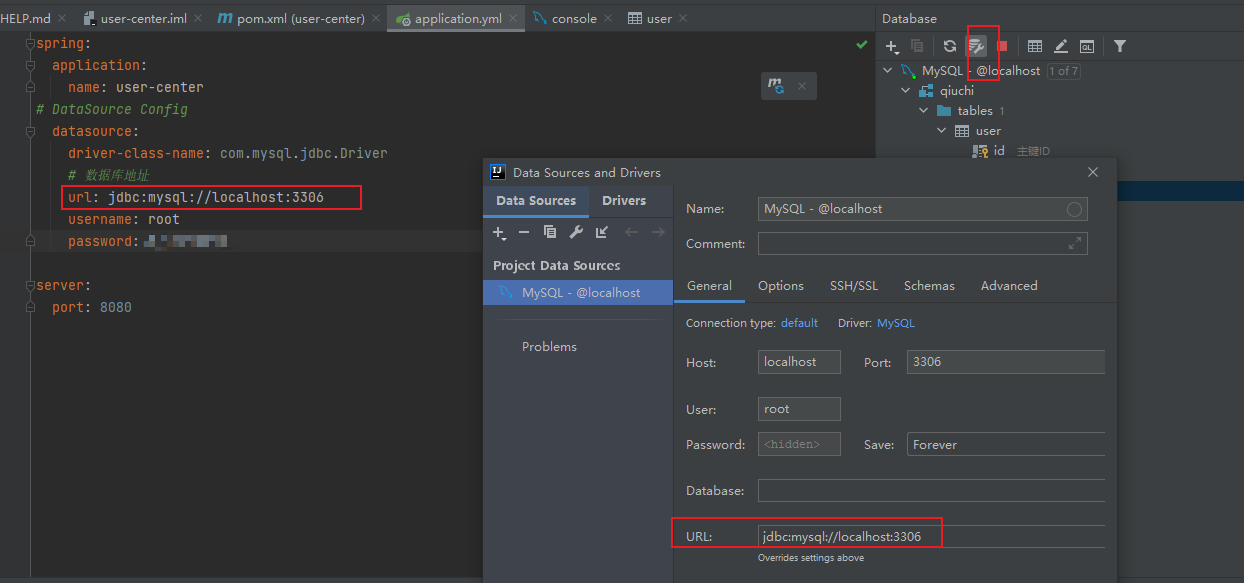 HELP.md
user-center.iml
pom.xml (user-center)
application.yml
console
user
spring:
application:
name: user-center
# DataSource Config
datasource:
driver-class-name: com.mysql.jdbc.Driver
# 数据库地址
url: jdbc:mysql://localhost:3306
username: root
password:
server:
port: 8080
Database
QL
MySQL - @localhost 1 of 7
qiuchi
tables 1
user
id 主键ID
Data Sources and Drivers
Data Sources
Drivers
Project Data Sources
MySQL - @localhost
Problems
Name: MySQL - @localhost
Comment:
General Options SSH/SSL Schemas Advanced
Connection type: default Driver: MySQL
Host: localhost Port: 3306
User: root
Password: <hidden> Save: Forever
Database:
URL: jdbc:mysql://localhost:3306
Overrides settings above